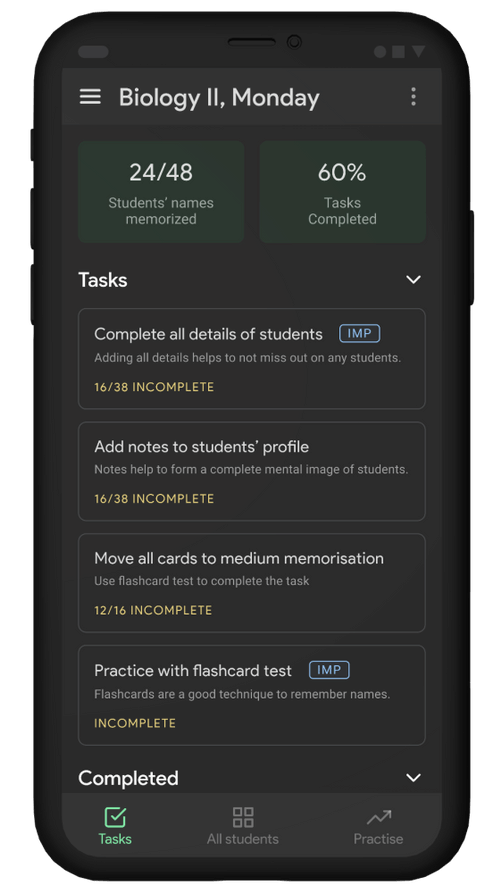 Biology II, Monday
24/48
Students’ names
memorized
60%
Tasks
Completed
Tasks
Complete all details of students IMP
Adding all details helps to not miss out on any students.
16/38 INCOMPLETE
Add notes to students’ profile
Notes help to form a complete mental image of students.
16/38 INCOMPLETE
Move all cards to medium memorisation
Use flashcard test to complete the task
12/16 INCOMPLETE
Practice with flashcard test IMP
Flashcards are a good technique to remember names.
INCOMPLETE
Completed
Tasks
All students
Practise